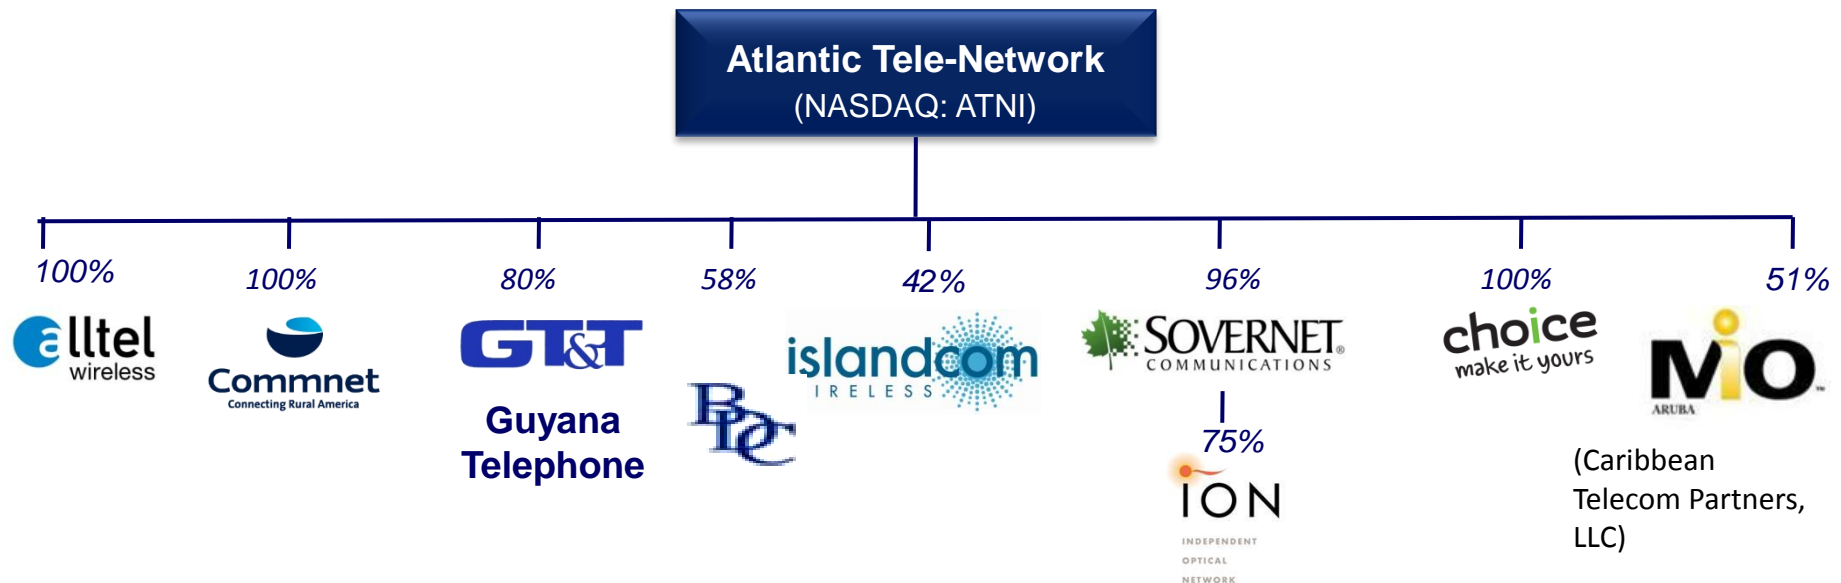 Atlantic Tele-Network
(NASDAQ: ATNI)
100%
100%
80%
58%
42%
96%
100%
51%
alltel
wireless
Commnet
Connecting Rural America
GT&T
Guyana
Telephone
BDC
islandcom
IRELESS
SOVERNET®
COMMUNICATIONS
75%
ION
INDEPENDENT
OPTICAL
NETWORK
choice
make it yours
MiO™
ARUBA
(Caribbean
Telecom Partners,
LLC)